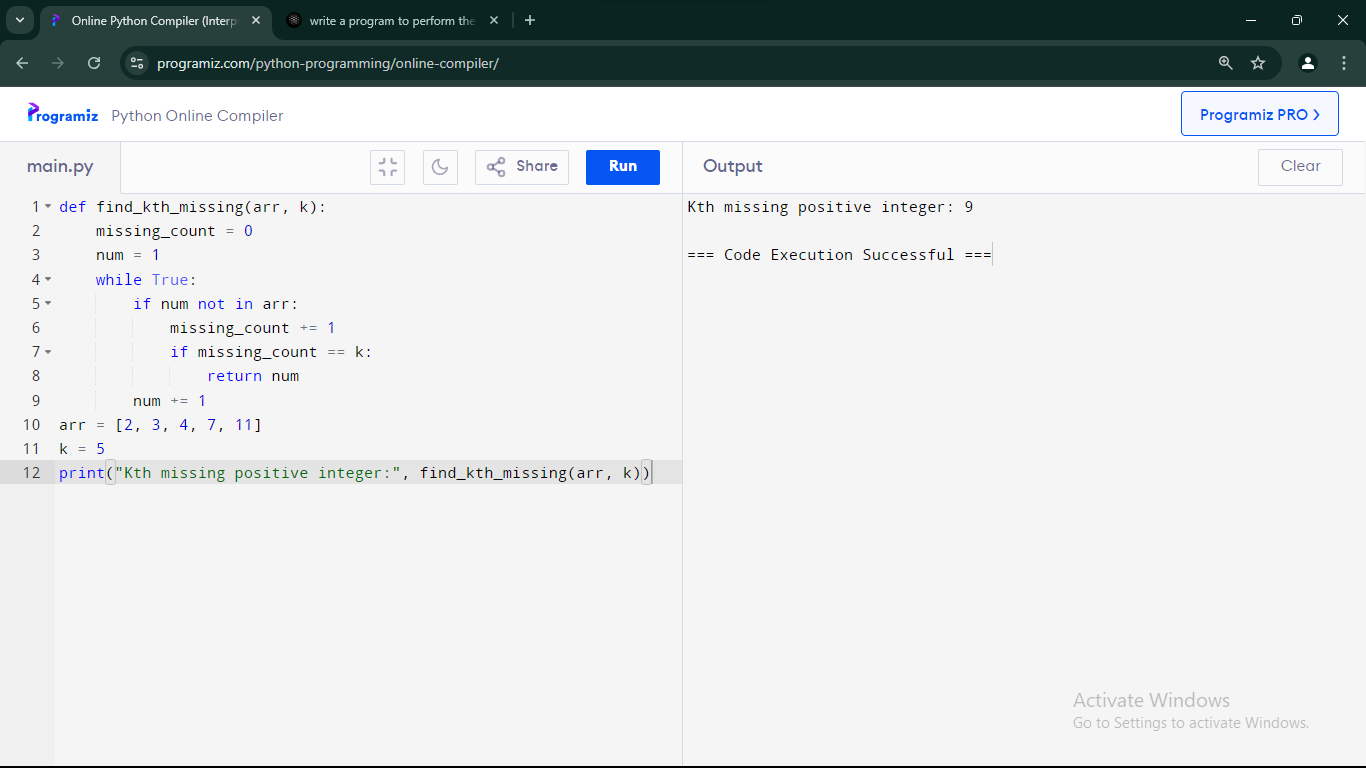 Online Python Compiler (Interp
write a program to perform the
programiz.com/python-programming/online-compiler/
Programiz Python Online Compiler
Programiz PRO >
main.py
Share
Run
Output
Clear
1 def find_kth_missing(arr, k):
2     missing_count = 0
3     num = 1
4     while True:
5         if num not in arr:
6             missing_count += 1
7             if missing_count == k:
8                 return num
9         num += 1
10 arr = [2, 3, 4, 7, 11]
11 k = 5
12 print("Kth missing positive integer:", find_kth_missing(arr, k))
Kth missing positive integer: 9
=== Code Execution Successful ===
Activate Windows
Go to Settings to activate Windows.